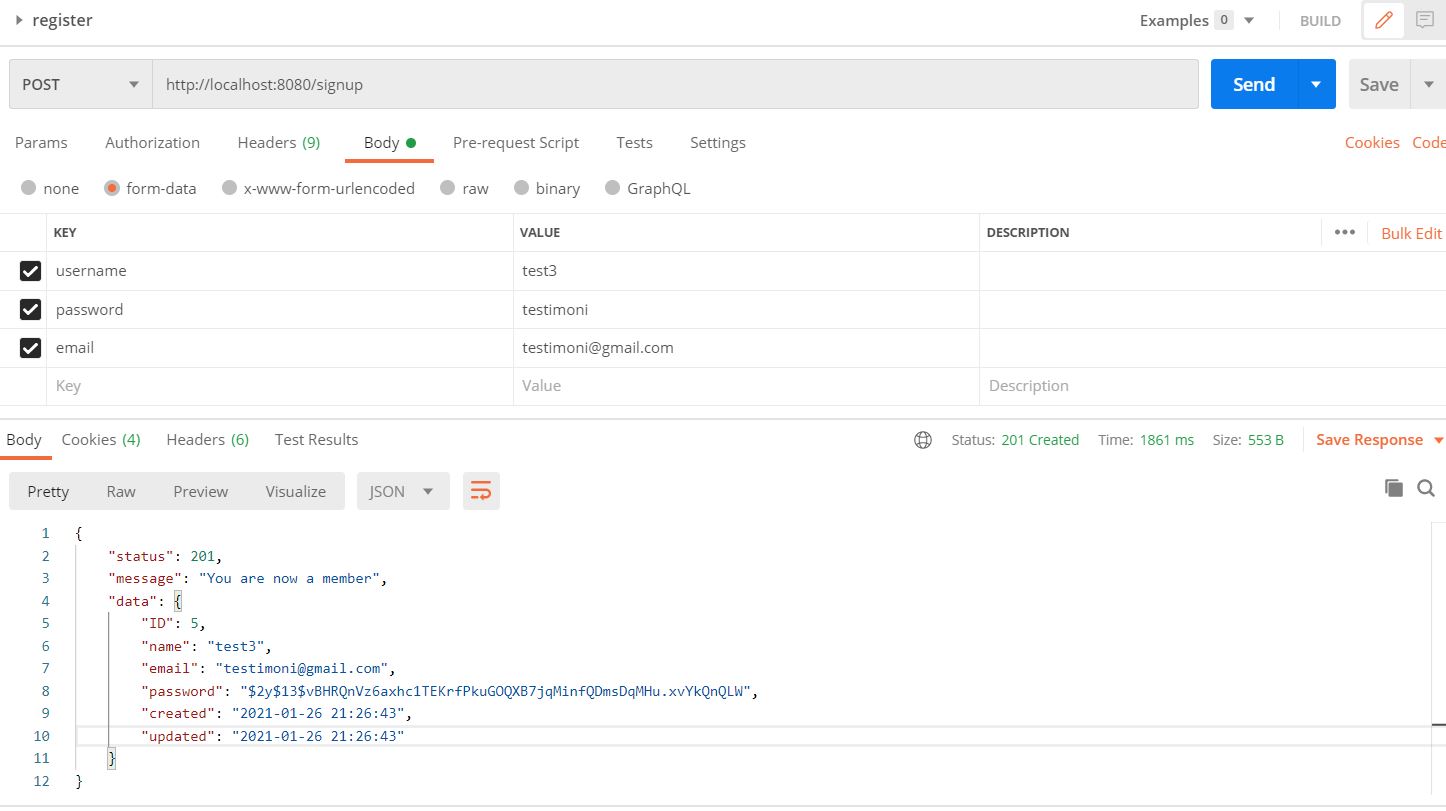 register Examples 0 BUILD
POST http://localhost:8080/signup Send Save
Params Authorization Headers (9) Body Pre-request Script Tests Settings Cookies Code
none form-data x-www-form-urlencoded raw binary GraphQL
KEY VALUE DESCRIPTION ••• Bulk Edit
username test3
password testimoni
email testimoni@gmail.com
Key Value Description
Body Cookies (4) Headers (6) Test Results Status: 201 Created Time: 1861 ms Size: 553 B Save Response
Pretty Raw Preview Visualize JSON
1 {
2 "status": 201,
3 "message": "You are now a member",
4 "data": {
5 "ID": 5,
6 "name": "test3",
7 "email": "testimoni@gmail.com",
8 "password": "$2y$13$vBHRQnVz6axhc1TEKrfPkuGOQXB7jqMinfQDmsDqMHu.xvYkQnQLW",
9 "created": "2021-01-26 21:26:43",
10 "updated": "2021-01-26 21:26:43"
11 }
12 }